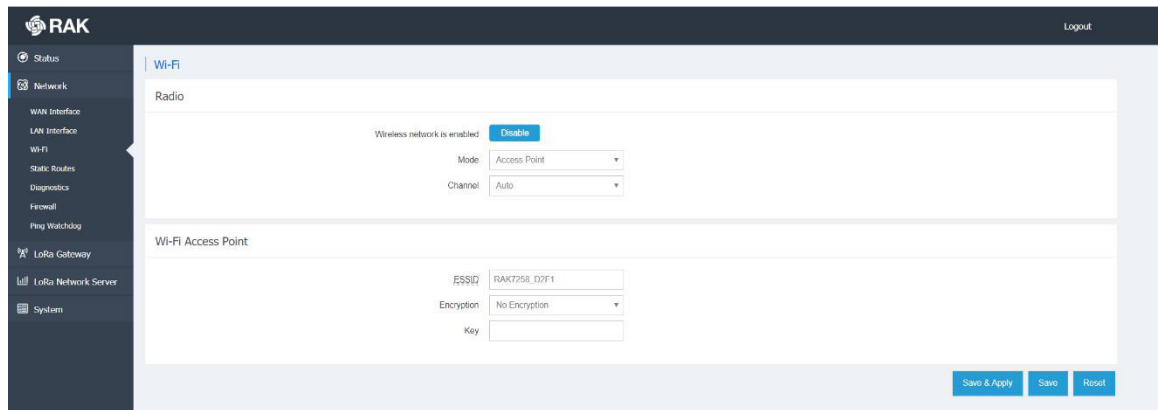 RAK
Logout
Status
Network
WAN Interface
LAN Interface
Wi-Fi
Static Routes
Diagnostics
Firewall
Ping Watchdog
LoRa Gateway
LoRa Network Server
System
Wi-Fi
Radio
Wireless network is enabled Disable
Mode Access Point
Channel Auto
Wi-Fi Access Point
ESSID RAK7258_D2F1
Encryption No Encryption
Key
Save & Apply Save Reset